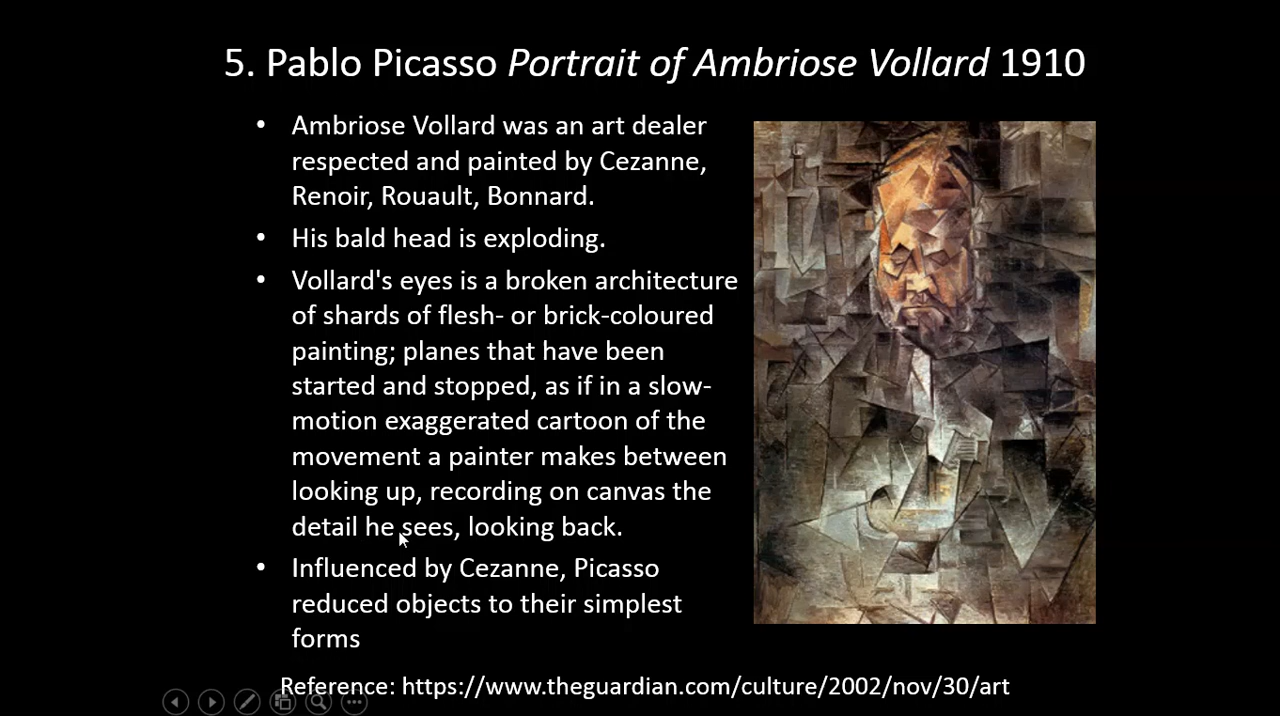 5. Pablo Picasso Portrait of Ambriose Vollard 1910
• Ambriose Vollard was an art dealer
respected and painted by Cezanne,
Renoir, Rouault, Bonnard.
• His bald head is exploding.
• Vollard's eyes is a broken architecture
of shards of flesh- or brick-coloured
painting; planes that have been
started and stopped, as if in a slow-
motion exaggerated cartoon of the
movement a painter makes between
looking up, recording on canvas the
detail he sees, looking back.
• Influenced by Cezanne, Picasso
reduced objects to their simplest
forms
Reference: https://www.theguardian.com/culture/2002/nov/30/art